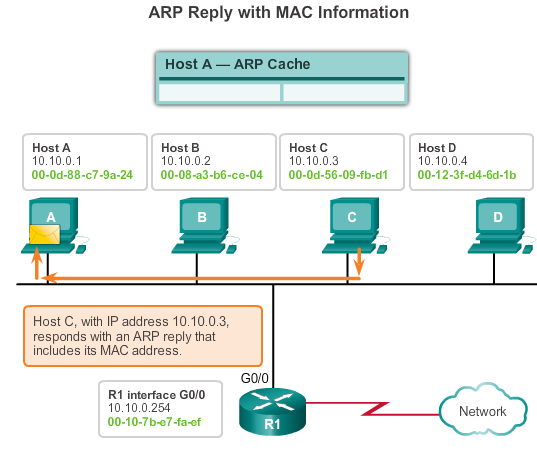 ARP Reply with MAC Information
Host A — ARP Cache
Host A
10.10.0.1
00-0d-88-c7-9a-24
Host B
10.10.0.2
00-08-a3-b6-ce-04
Host C
10.10.0.3
00-0d-56-09-fb-d1
Host D
10.10.0.4
00-12-3f-d4-6d-1b
A
B
C
D
Host C, with IP address 10.10.0.3,
responds with an ARP reply that
includes its MAC address.
G0/0
R1 interface G0/0
10.10.0.254
00-10-7b-e7-fa-ef
R1
Network